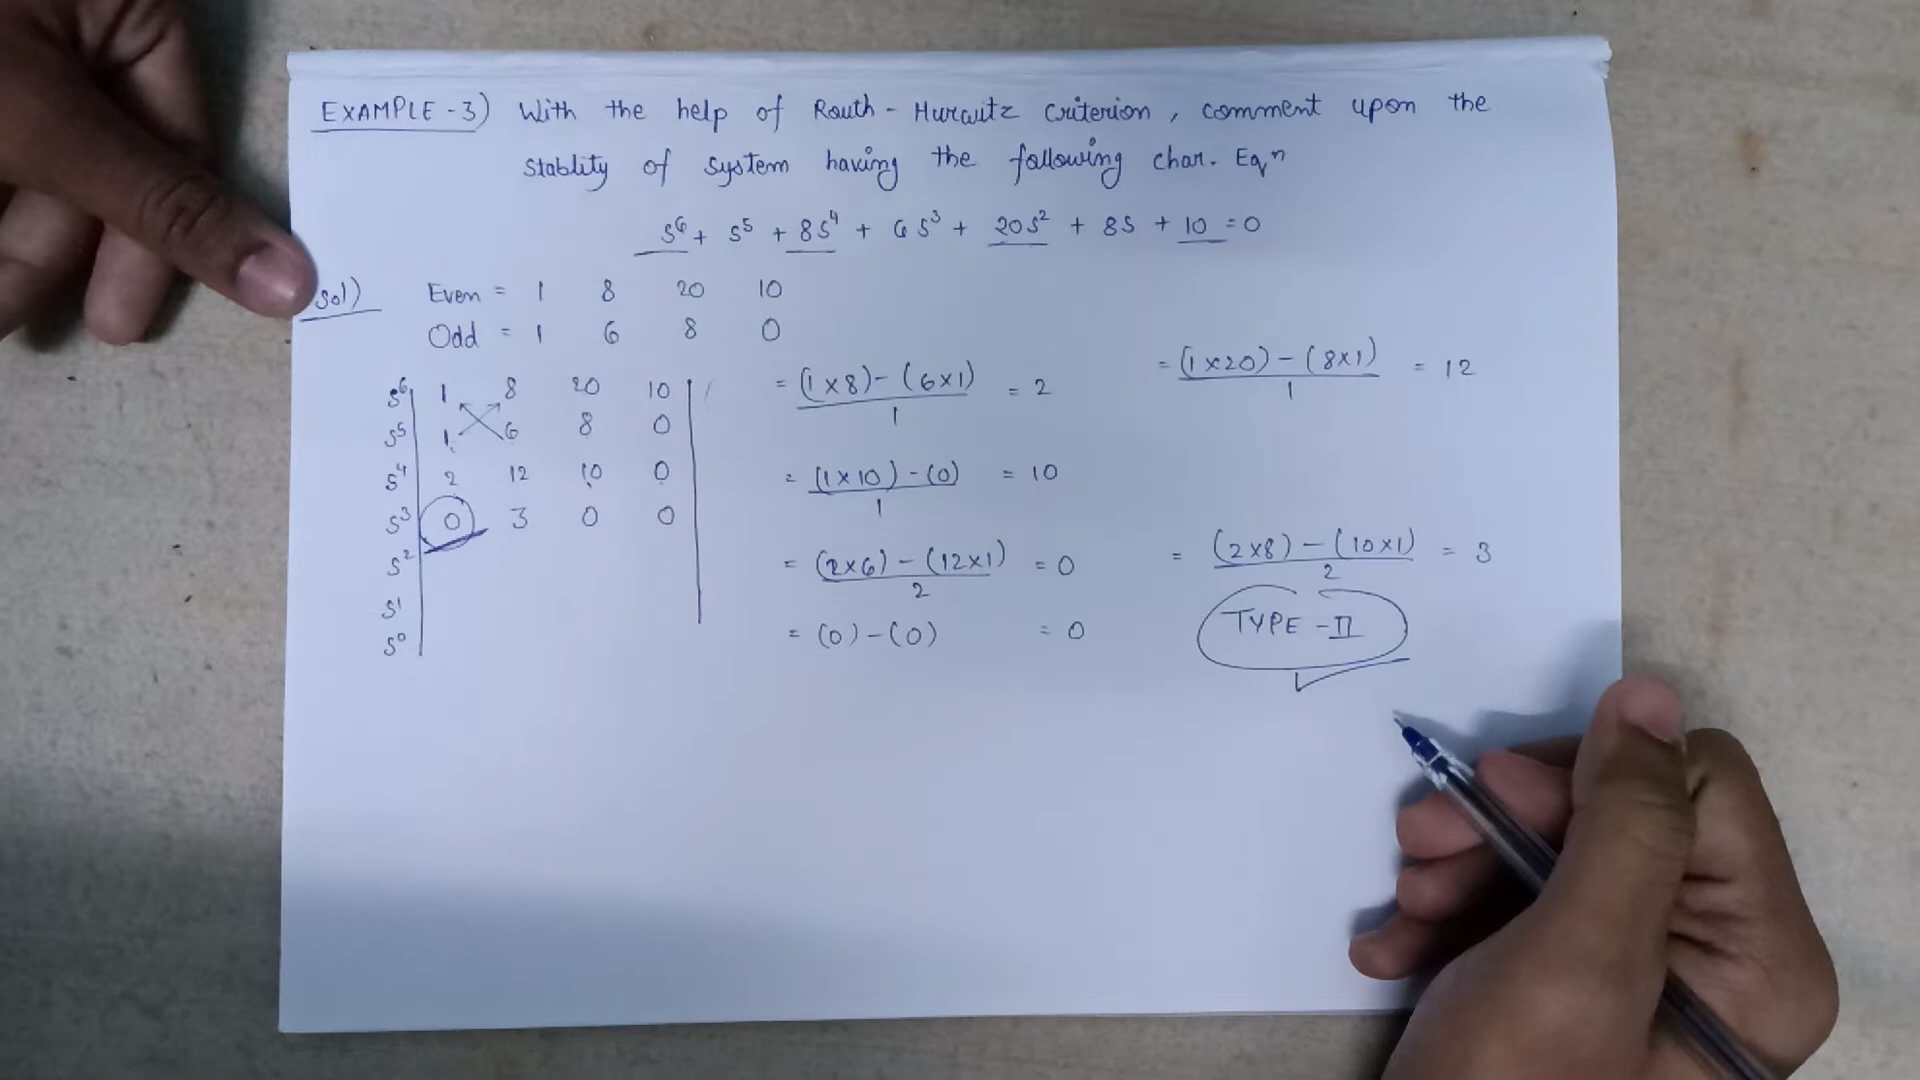 EXAMPLE-3) With the help of Routh-Hurwitz Criterion, comment upon the
Stablity of system having the following char. Eqⁿ
s⁶ + s⁵ + 8s⁴ + 6s³ + 20s² + 8s + 10 = 0
Sol)
Even = 1 8 20 10
Odd = 1 6 8 0
s⁶ 1 8 20 10
s⁵ 1 6 8 0
s⁴ 2 12 10 0
s³ 0 3 0 0
s²
s¹
s⁰
= (1×8)-(6×1) / 1 = 2
= (1×20)-(8×1) / 1 = 12
= (1×10)-(0) / 1 = 10
= (2×6)-(12×1) / 2 = 0
= (2×8)-(10×1) / 2 = 3
= (0)-(0) = 0
TYPE-II